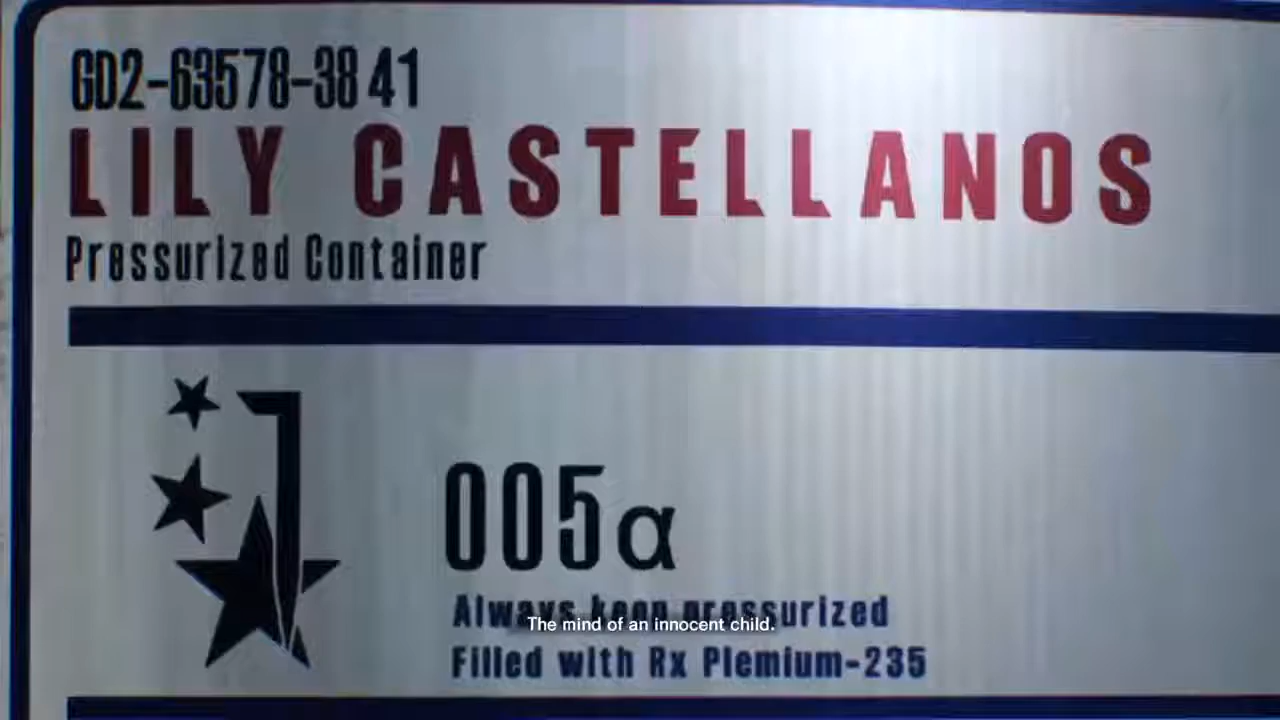 GD2-63578-3841
LILY CASTELLANOS
Pressurized Container
005α
Always keep pressurized
The mind of an innocent child.
Filled with Rx Plemium-235